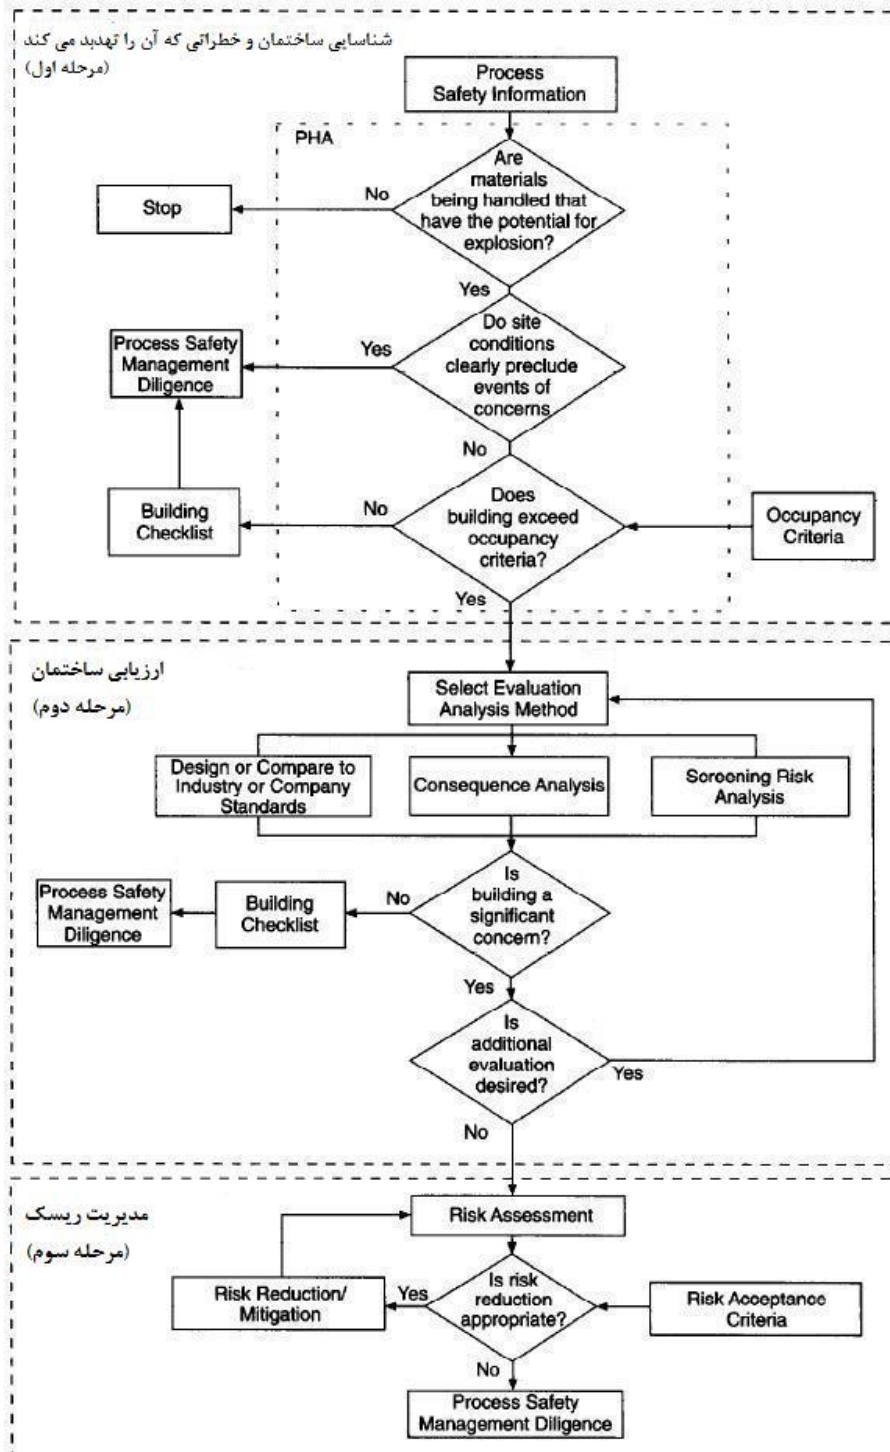 شناسایی ساختمان و خطراتی که آن را تهدید می کند
(مرحله اول)
Process
Safety Information
PHA
Are
materials
being handled that
have the potential for
explosion?
No
Stop
Yes
Do site
conditions
clearly preclude
events of
concerns
Yes
Process Safety
Management
Diligence
No
Does
building exceed
occupancy
criteria?
No
Building
Checklist
Occupancy
Criteria
Yes
ارزیابی ساختمان
(مرحله دوم)
Select Evaluation
Analysis Method
Design or Compare to
Industry or Company
Standards
Consequence Analysis
Screening Risk
Analysis
Is
building a
significant
concern?
No
Building
Checklist
Process Safety
Management
Diligence
Yes
Is
additional
evaluation
desired?
Yes
No
مدیریت ریسک
(مرحله سوم)
Risk Assessment
Is risk
reduction
appropriate?
Yes
Risk Reduction/
Mitigation
Risk Acceptance
Criteria
No
Process Safety
Management Diligence